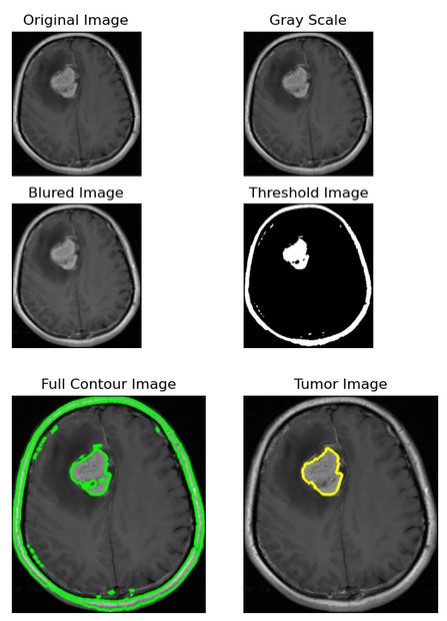 Original Image
Gray Scale
Blured Image
Threshold Image
Full Contour Image
Tumor Image